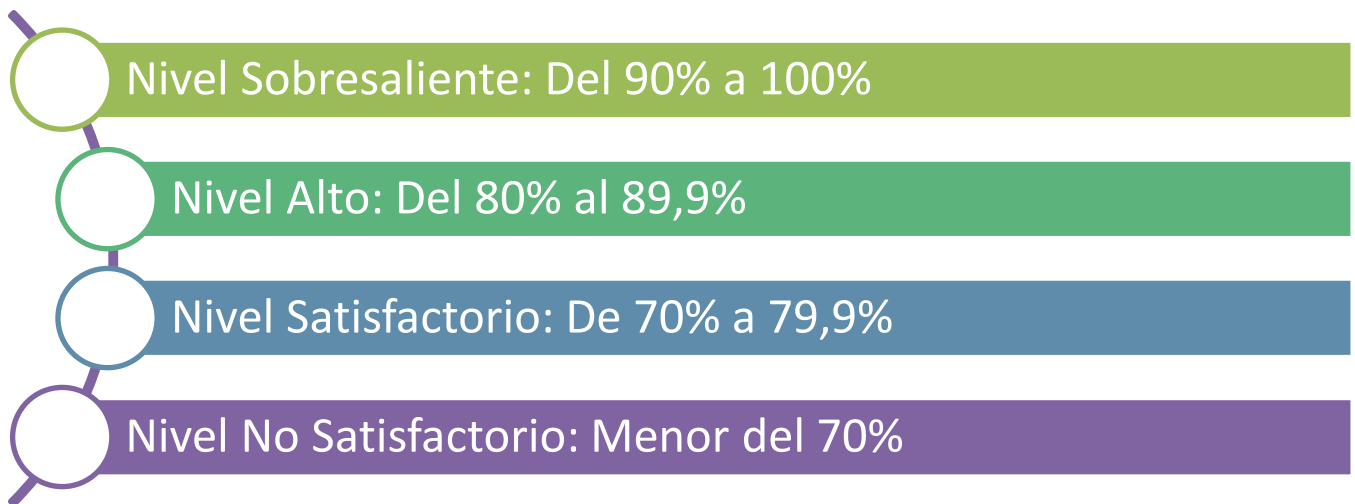 Nivel Sobresaliente: Del 90% a 100%
Nivel Alto: Del 80% al 89,9%
Nivel Satisfactorio: De 70% a 79,9%
Nivel No Satisfactorio: Menor del 70%